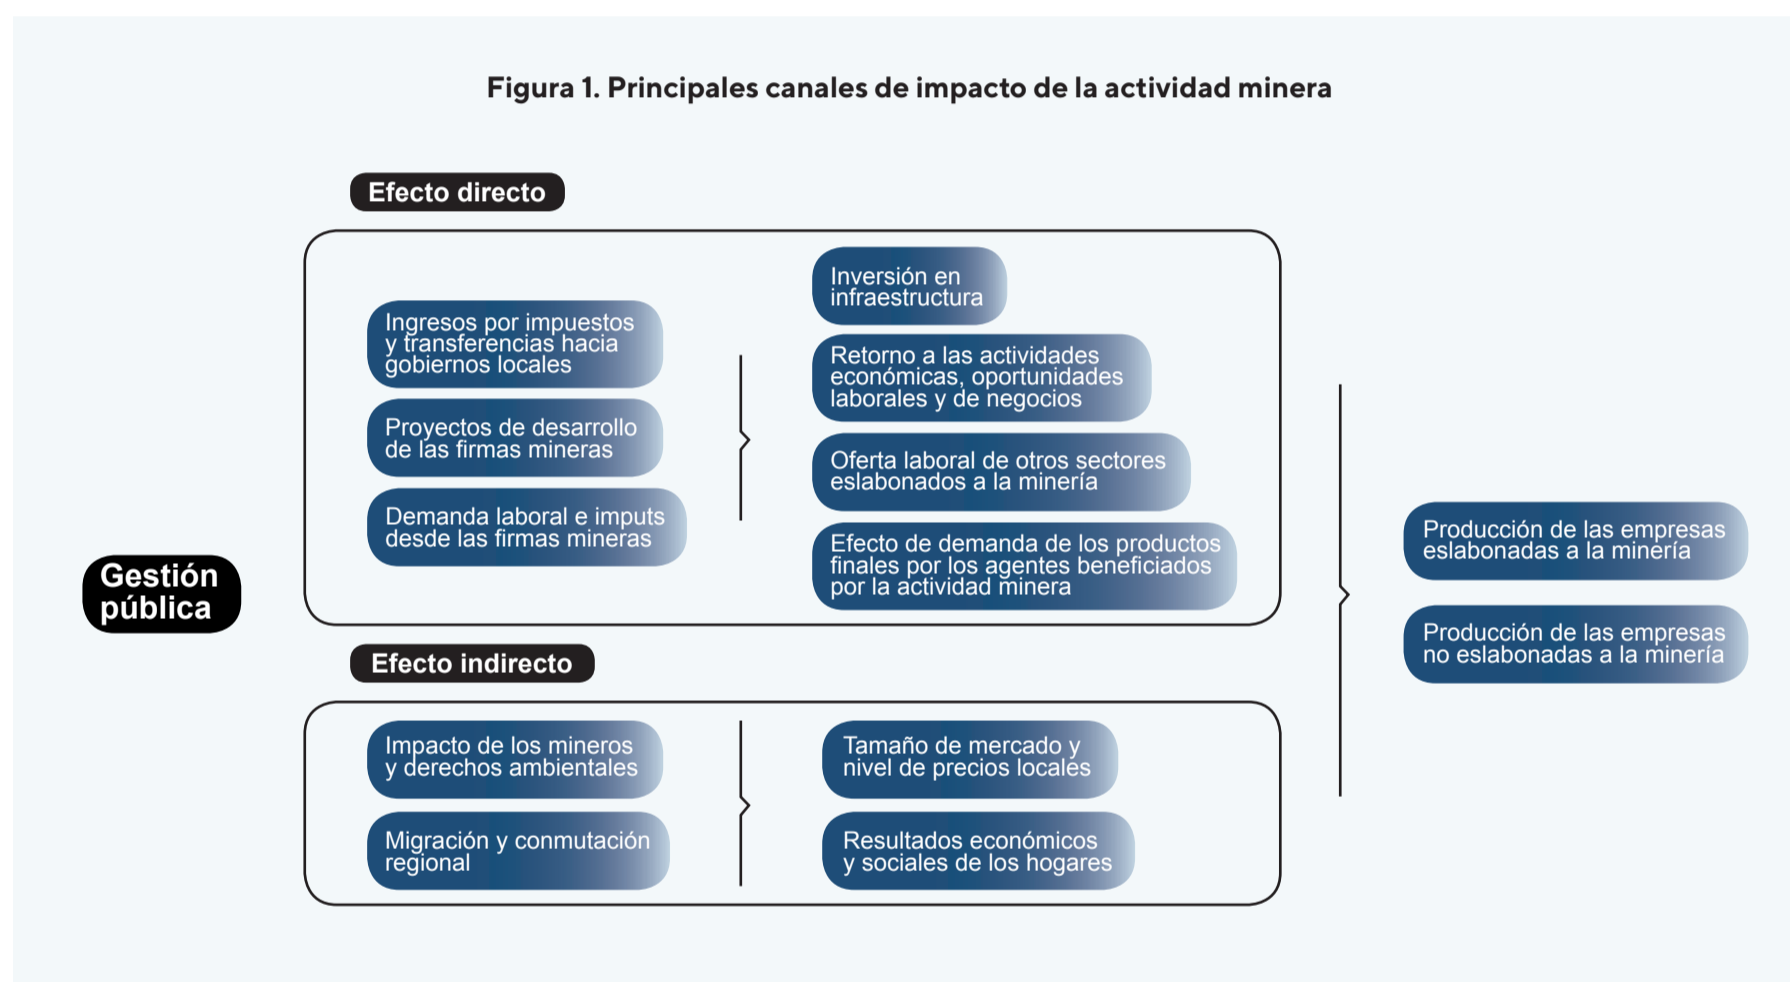 Figura 1. Principales canales de impacto de la actividad minera
Gestión
pública
Efecto directo
Ingresos por impuestos
y transferencias hacia
gobiernos locales
Proyectos de desarrollo
de las firmas mineras
Demanda laboral e imputs
desde las firmas mineras
Inversión en
infraestructura
Retorno a las actividades
económicas, oportunidades
laborales y de negocios
Oferta laboral de otros sectores
eslabonados a la minería
Efecto de demanda de los productos
finales por los agentes beneficiados
por la actividad minera
Efecto indirecto
Impacto de los mineros
y derechos ambientales
Migración y conmutación
regional
Tamaño de mercado y
nivel de precios locales
Resultados económicos
y sociales de los hogares
Producción de las empresas
eslabonadas a la minería
Producción de las empresas
no eslabonadas a la minería